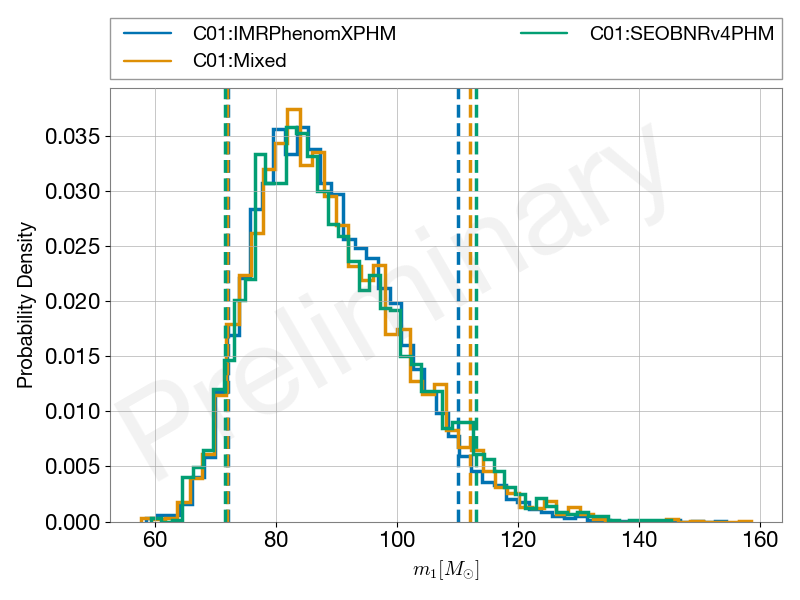 C01:IMRPhenomXPHM
C01:SEOBNRv4PHM
C01:Mixed
Preliminary
Probability Density
0.035
0.030
0.025
0.020
0.015
0.010
0.005
0.000
60 80 100 120 140 160
m₁[M☉]